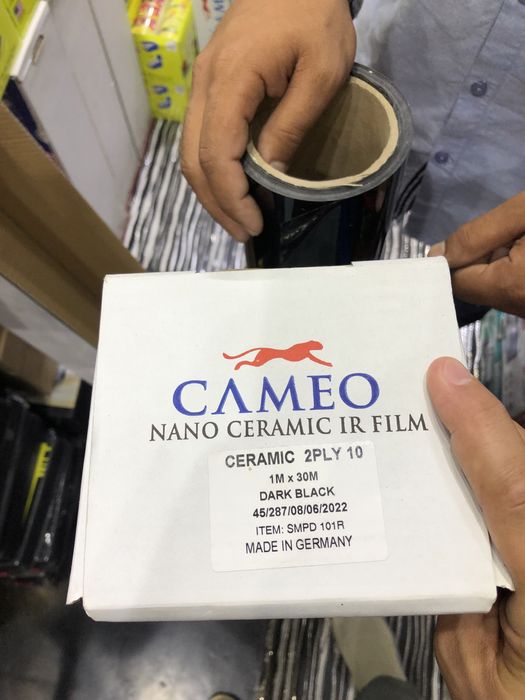 CAMEO
NANO CERAMIC IR FILM
CERAMIC 2PLY 10
1M x 30M
DARK BLACK
45/287/08/06/2022
ITEM: SMPD 101R
MADE IN GERMANY